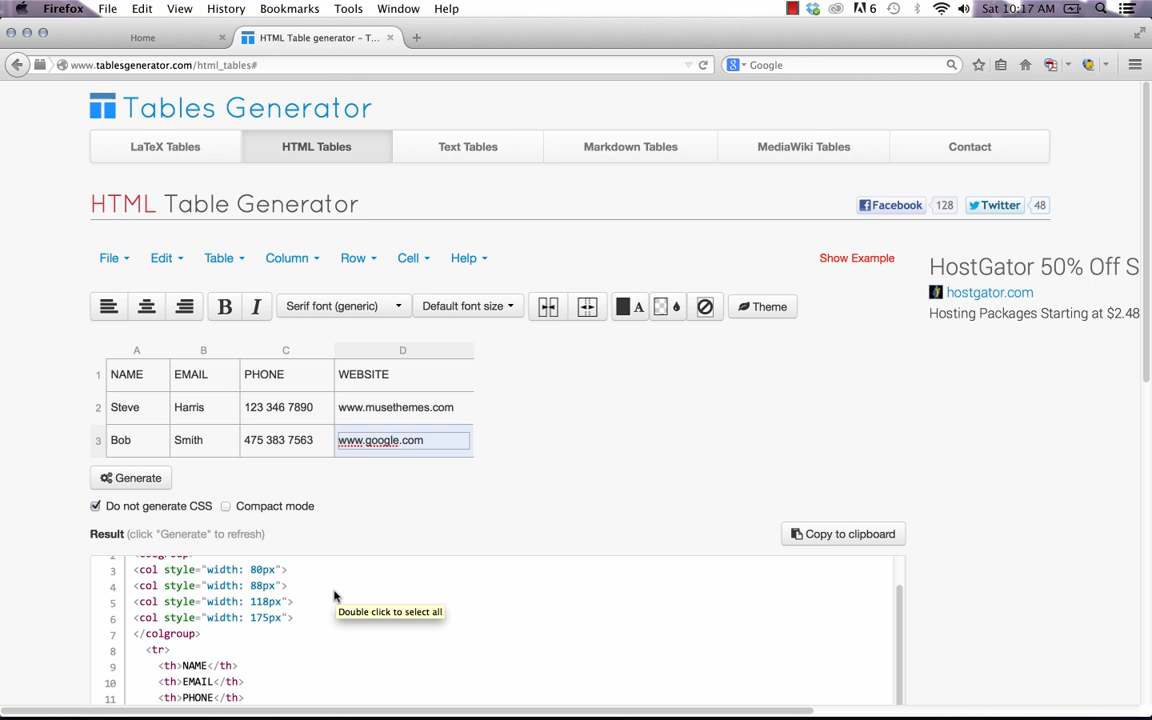 Firefox File Edit View History Bookmarks Tools Window Help 6 Sat 10:17 AM
Home HTML Table generator – T...
www.tablesgenerator.com/html_tables# Google
Tables Generator
LaTeX Tables HTML Tables Text Tables Markdown Tables MediaWiki Tables Contact
HTML Table Generator Facebook 128 Twitter 48
File Edit Table Column Row Cell Help Show Example
HostGator 50% Off S
hostgator.com
Hosting Packages Starting at $2.48
B I Serif font (generic) Default font size A Theme
A B C D
1 NAME EMAIL PHONE WEBSITE
2 Steve Harris 123 346 7890 www.musethemes.com
3 Bob Smith 475 383 7563 www.google.com
Generate
Do not generate CSS Compact mode
Result (click "Generate" to refresh) Copy to clipboard
2 <colgroup>
3 <col style="width: 80px">
4 <col style="width: 88px">
5 <col style="width: 118px">
6 <col style="width: 175px">
7 </colgroup>
8 <tr>
9 <th>NAME</th>
10 <th>EMAIL</th>
11 <th>PHONE</th>
Double click to select all